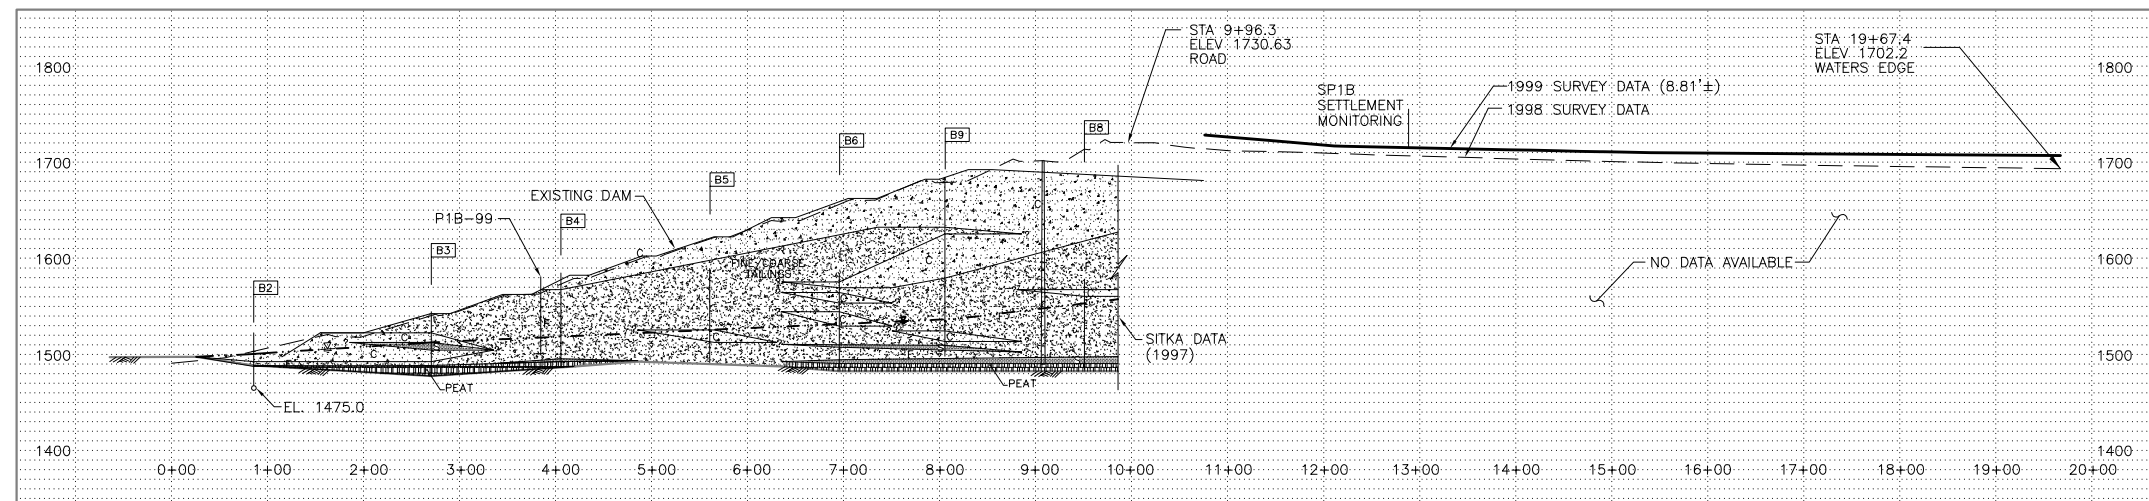 STA 9+96.3
ELEV 1730.63
ROAD
STA 19+67.4
ELEV 1702.2
WATERS EDGE
1800
1800
SP1B
SETTLEMENT
MONITORING
1999 SURVEY DATA (8.81'±)
1998 SURVEY DATA
B8
B9
B6
1700
1700
B5
EXISTING DAM
P1B-99
B4
C
C
B3
1600
1600
FINE/COARSE
TAILINGS
C
NO DATA AVAILABLE
B2
C
C
C
C
C
SITKA DATA
(1997)
1500
1500
PEAT
PEAT
EL. 1475.0
1400
1400
0+00 1+00 2+00 3+00 4+00 5+00 6+00 7+00 8+00 9+00 10+00 11+00 12+00 13+00 14+00 15+00 16+00 17+00 18+00 19+00 20+00